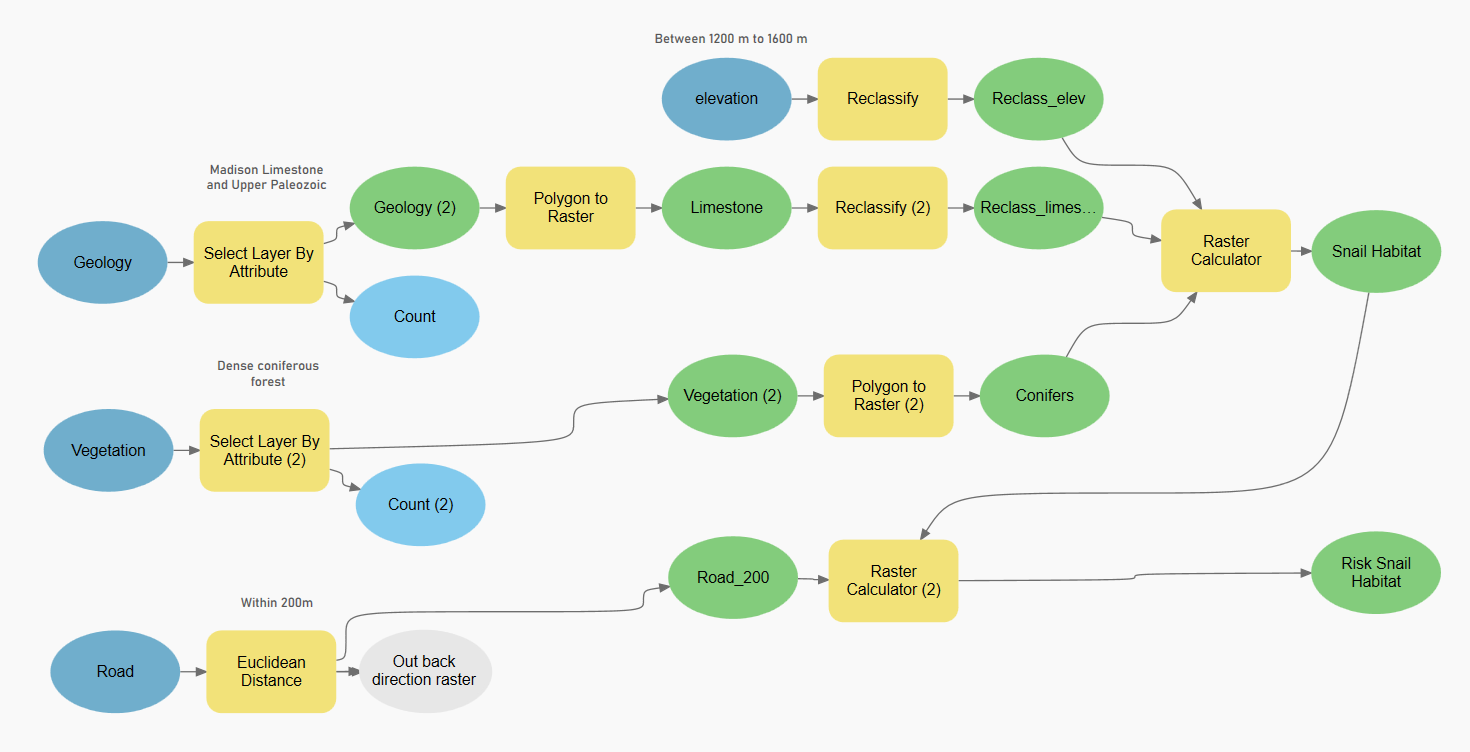 Between 1200 m to 1600 m
elevation
Reclassify
Reclass_elev
Madison Limestone
and Upper Paleozoic
Geology (2)
Polygon to
Raster
Limestone
Reclassify (2)
Reclass_limes...
Geology
Select Layer By
Attribute
Count
Raster
Calculator
Snail Habitat
Dense coniferous
forest
Vegetation
Select Layer By
Attribute (2)
Count (2)
Vegetation (2)
Polygon to
Raster (2)
Conifers
Within 200m
Road
Euclidean
Distance
Out back
direction raster
Road_200
Raster
Calculator (2)
Risk Snail
Habitat